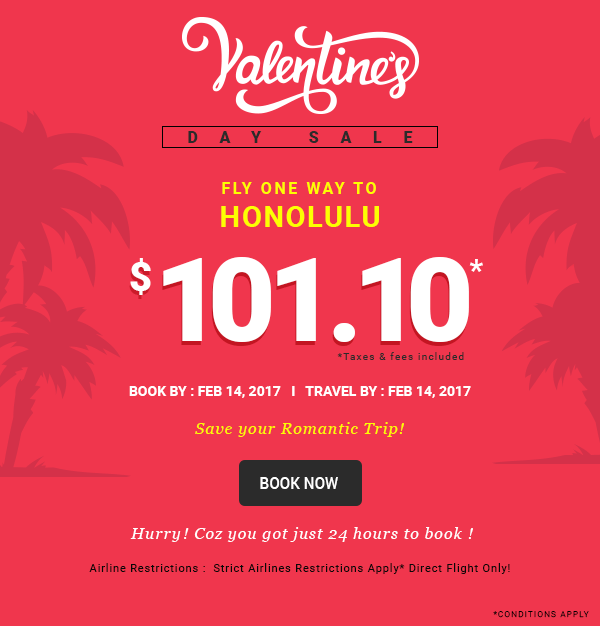 Valentine's
DAY SALE
FLY ONE WAY TO
HONOLULU
$101.10*
*Taxes & fees included
BOOK BY : FEB 14, 2017 I TRAVEL BY : FEB 14, 2017
Save your Romantic Trip!
BOOK NOW
Hurry! Coz you got just 24 hours to book !
Airline Restrictions : Strict Airlines Restrictions Apply* Direct Flight Only!
*CONDITIONS APPLY